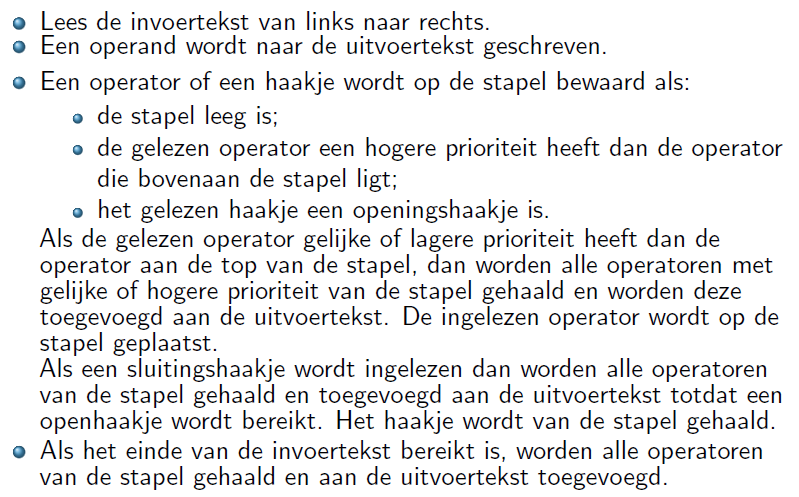 Lees de invoertekst van links naar rechts.
Een operand wordt naar de uitvoertekst geschreven.
Een operator of een haakje wordt op de stapel bewaard als:
de stapel leeg is;
de gelezen operator een hogere prioriteit heeft dan de operator
die bovenaan de stapel ligt;
het gelezen haakje een openingshaakje is.
Als de gelezen operator gelijke of lagere prioriteit heeft dan de
operator aan de top van de stapel, dan worden alle operatoren met
gelijke of hogere prioriteit van de stapel gehaald en worden deze
toegevoegd aan de uitvoertekst. De ingelezen operator wordt op de
stapel geplaatst.
Als een sluitingshaakje wordt ingelezen dan worden alle operatoren
van de stapel gehaald en toegevoegd aan de uitvoertekst totdat een
openhaakje wordt bereikt. Het haakje wordt van de stapel gehaald.
Als het einde van de invoertekst bereikt is, worden alle operatoren
van de stapel gehaald en aan de uitvoertekst toegevoegd.